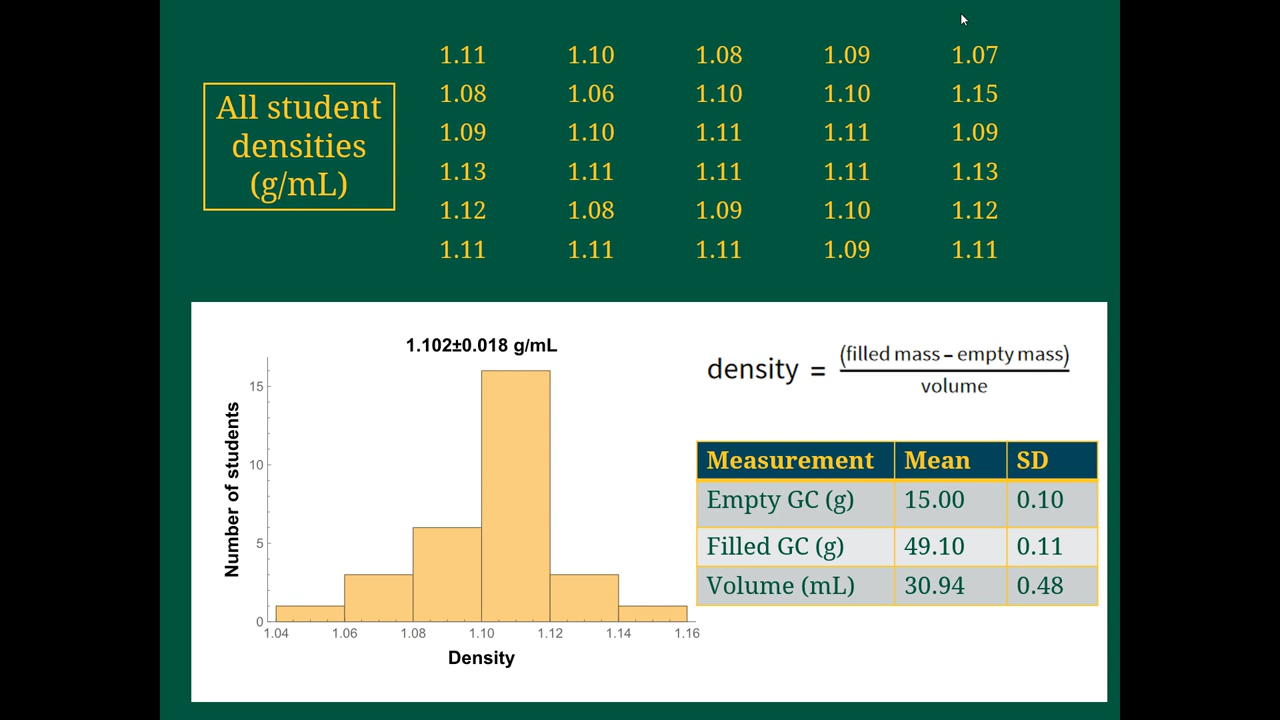 1.11 1.10 1.08 1.09 1.07
1.08 1.06 1.10 1.10 1.15
1.09 1.10 1.11 1.11 1.09
1.13 1.11 1.11 1.11 1.13
1.12 1.08 1.09 1.10 1.12
1.11 1.11 1.11 1.09 1.11
All student
densities
(g/mL)
1.102±0.018 g/mL
15
10
5
0
Number of students
1.04 1.06 1.08 1.10 1.12 1.14 1.16
Density
density = (filled mass – empty mass)
volume
Measurement Mean SD
Empty GC (g) 15.00 0.10
Filled GC (g) 49.10 0.11
Volume (mL) 30.94 0.48